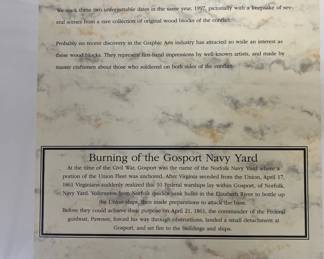 We mark these two unforgettable dates in the same year, 1997, pictorially with a keepsake of sev-
eral scenes from a rare collection of original wood blocks of the conflict.
Probably no recent discovery in the Graphic Arts industry has attracted so wide an interest as
these wood blocks. They represent first-hand impressions by well-known artists, and made by
master craftsmen about those who soldiered on both sides of the conflict.
Burning of the Gosport Navy Yard
At the time of the Civil War, Gosport was the name of the Norfolk Navy Yard where a
portion of the Union Fleet was anchored. After Virginia seceded from the Union, April 17,
1861 Virginians suddenly realized that 10 Federal warships lay within Gosport, of Norfolk
Navy Yard. Volunteers from Norfolk quickly sank hulks in the Elizabeth River to bottle up
the Union ships, then made preparations to attack the base.
Before they could achieve their purpose on April 21, 1861, the commander of the Federal
gunboat, Pawnee, forced his way through obstructions, landed a small detachment at
Gosport, and set fire to the buildings and ships.